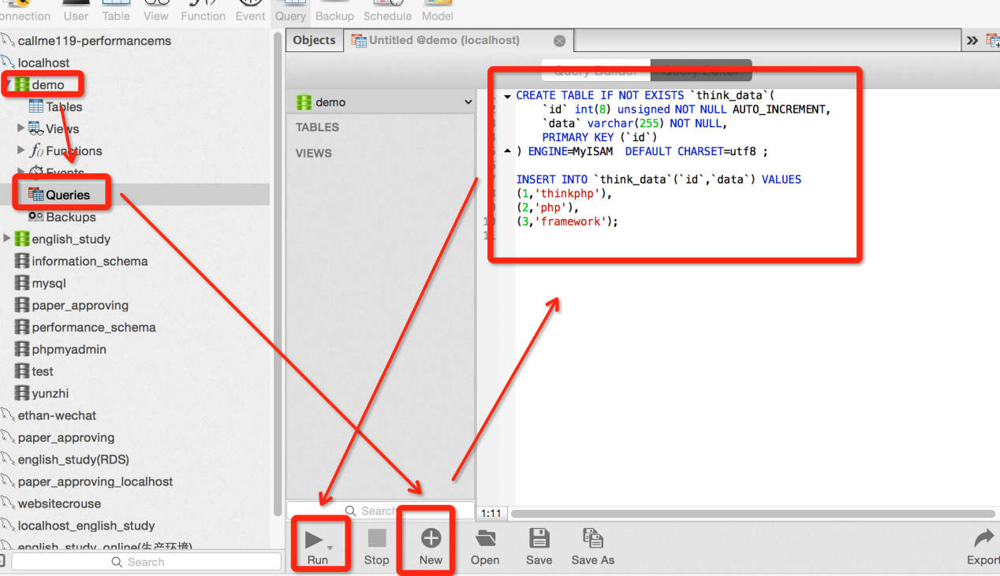 onnection User Table View Function Event Query Backup Schedule Model
callme119-performancems
localhost
demo
Tables
Views
Functions
Events
Queries
Backups
english_study
information_schema
mysql
paper_approving
performance_schema
phpmyadmin
test
yunzhi
ethan-wechat
paper_approving
english_study(RDS)
paper_approving_localhost
websitecrouse
localhost_english_study
english_study_online(生产环境)
Search
Objects
Untitled @demo (localhost)
Query Builder Query Editor
demo
TABLES
VIEWS
Search
CREATE TABLE IF NOT EXISTS `think_data`(
`id` int(8) unsigned NOT NULL AUTO_INCREMENT,
`data` varchar(255) NOT NULL,
PRIMARY KEY (`id`)
) ENGINE=MyISAM  DEFAULT CHARSET=utf8 ;
INSERT INTO `think_data`(`id`,`data`) VALUES
(1,'thinkphp'),
(2,'php'),
10 (3,'framework');
1:11
Run Stop New Open Save Save As Export